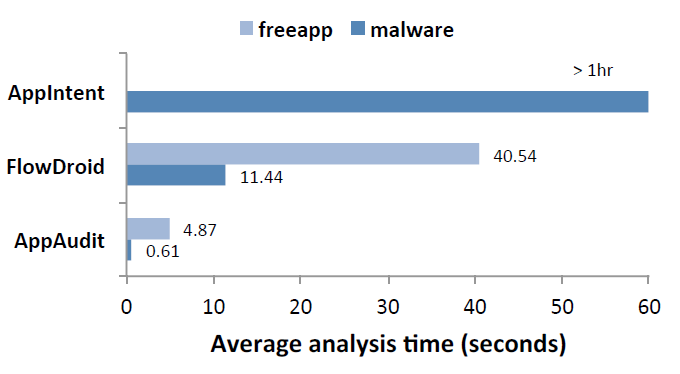 freeapp malware
> 1hr
AppIntent
40.54
FlowDroid
11.44
4.87
AppAudit
0.61
0 10 20 30 40 50 60
Average analysis time (seconds)